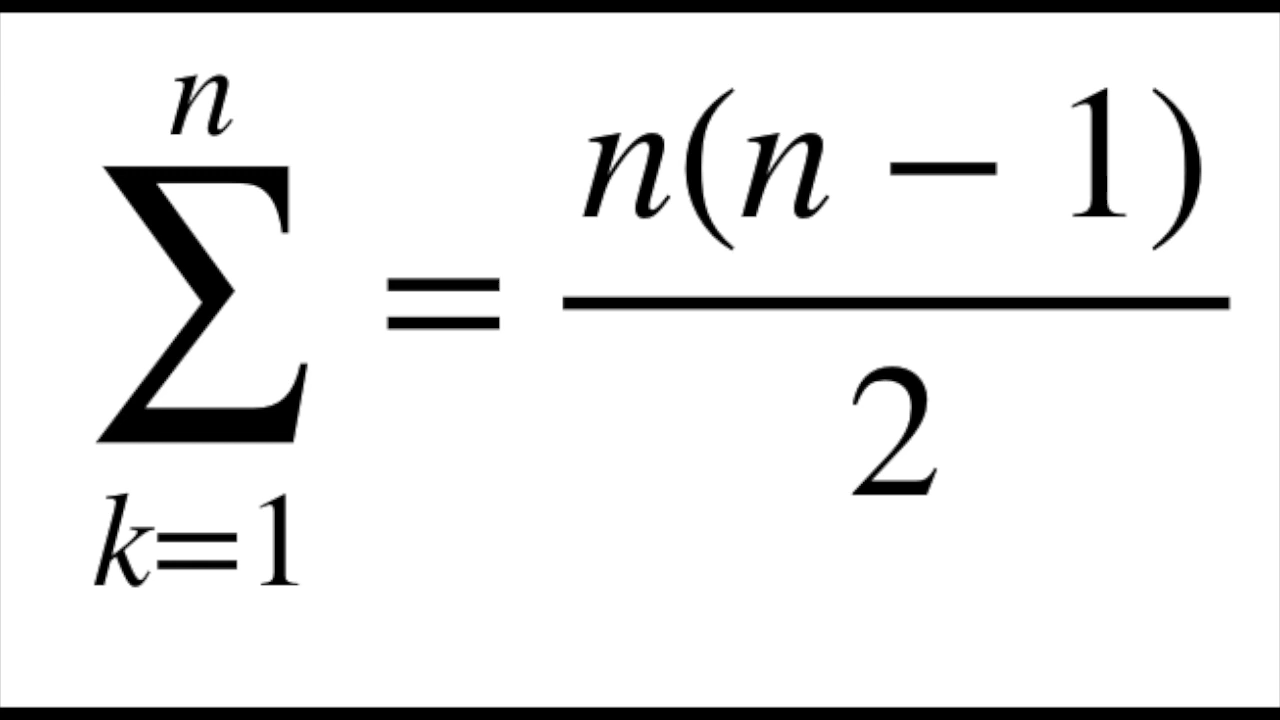 n
∑ = n(n − 1)
2
k=1